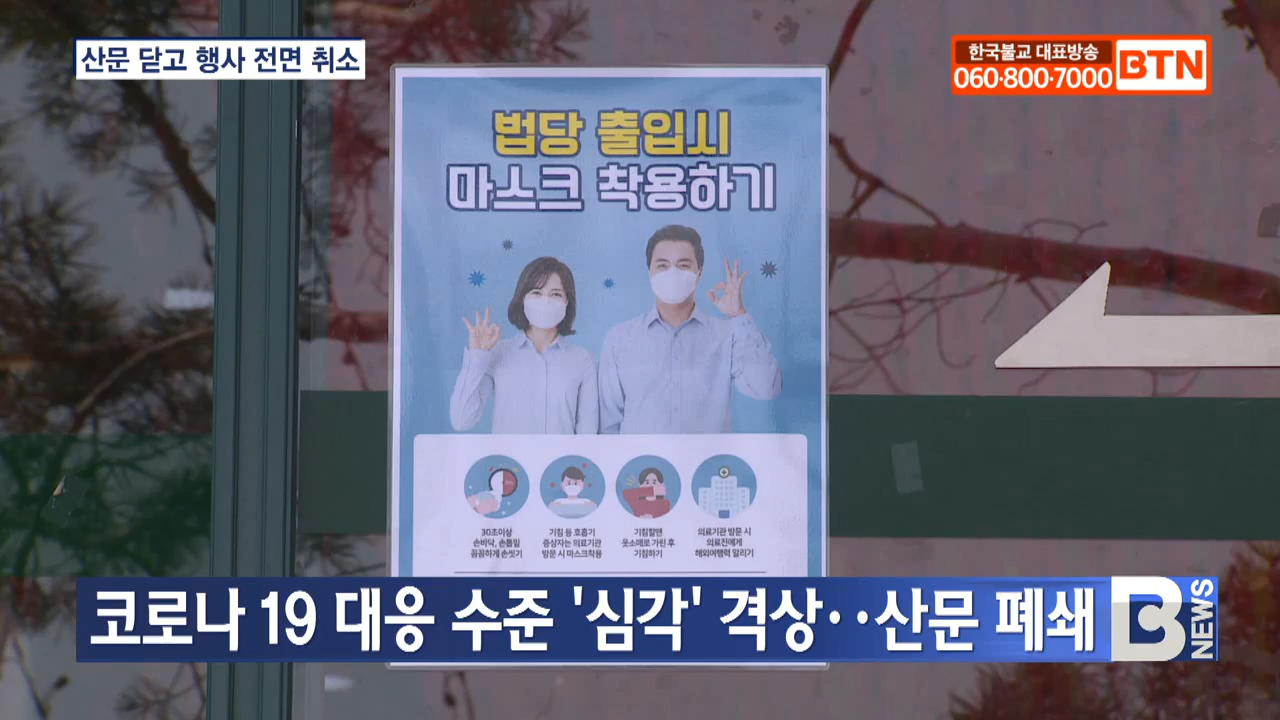 산문 닫고 행사 전면 취소
한국불교 대표방송
060·800·7000
BTN
법당 출입시
마스크 착용하기
30초이상
손바닥, 손톱밑
꼼꼼하게 손씻기
기침 등 호흡기
증상자는 의료기관
방문 시 마스크착용
기침할땐
옷소매로 가린 후
기침하기
의료기관 방문 시
의료진에게
해외여행력 알리기
코로나 19 대응 수준 '심각' 격상··산문 폐쇄
B NEWS